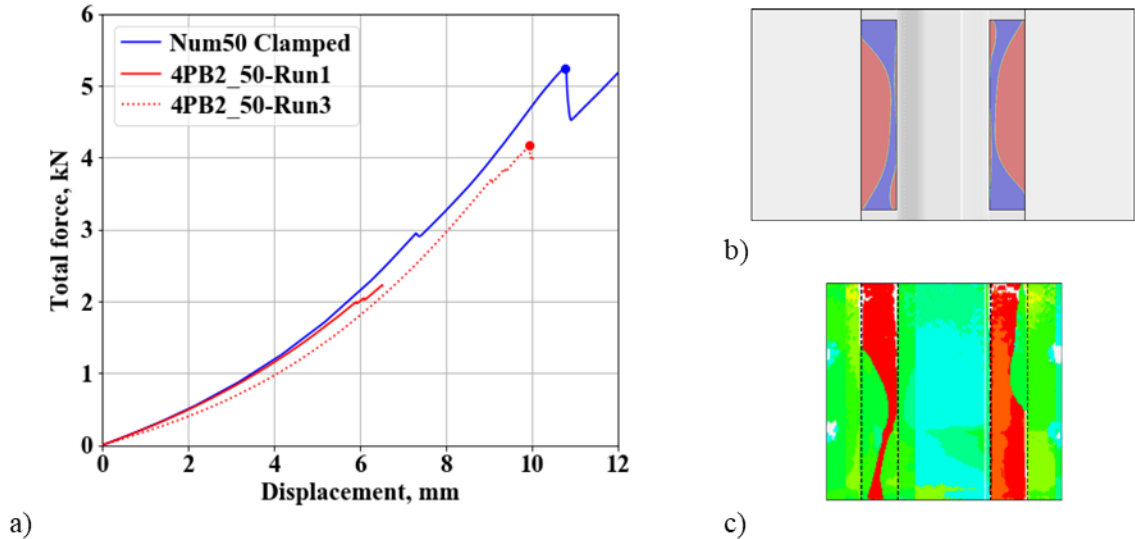 6
5
4
3
2
1
0
Total force, kN
Num50 Clamped
4PB2_50-Run1
4PB2_50-Run3
0 2 4 6 8 10 12
Displacement, mm
a)
b)
c)